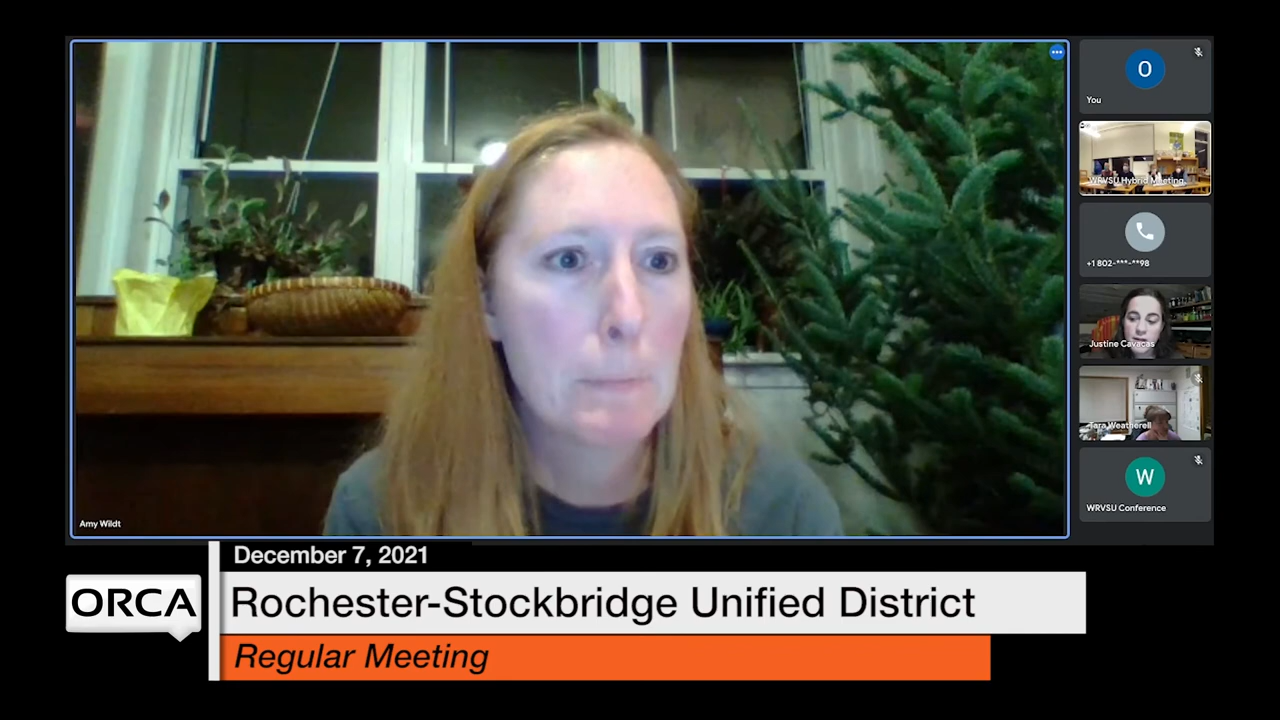 Amy Wildt
O
You
WRVSU Hybrid Meeting,
+1 802-***-**98
Justine Cavacas
Tara Weatherell
W
WRVSU Conference
December 7, 2021
ORCA
Rochester-Stockbridge Unified District
Regular Meeting